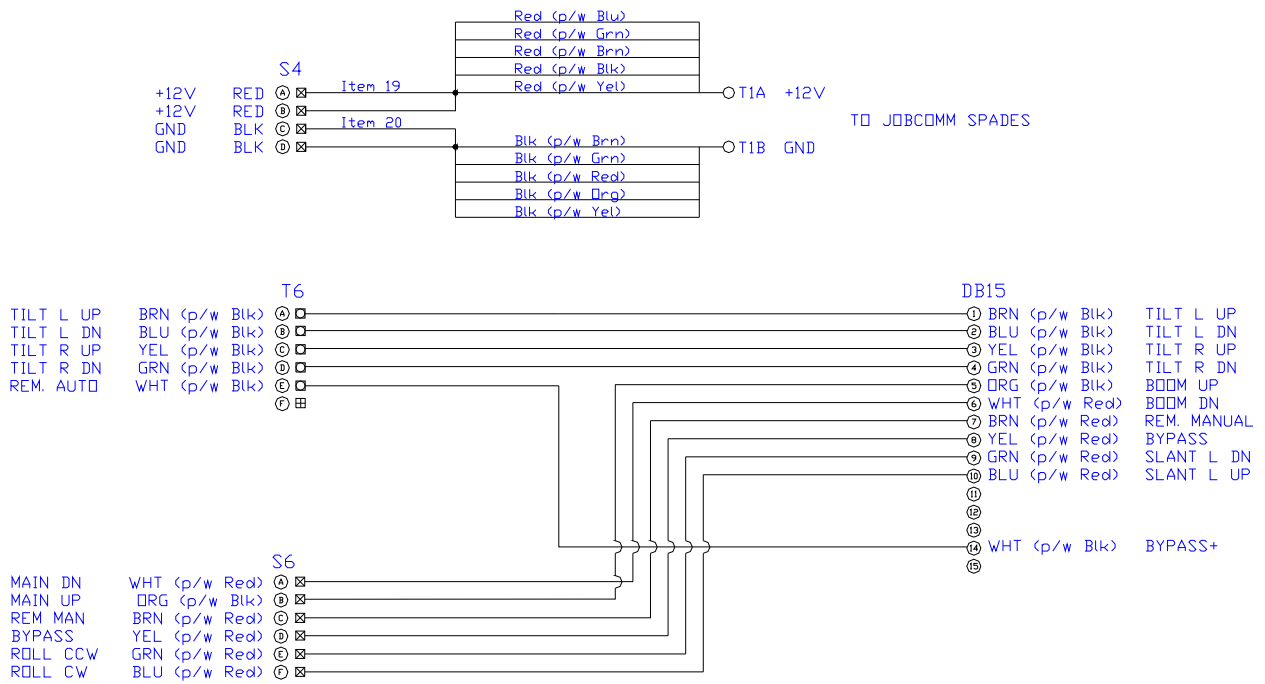 Red (p/w Blu)
Red (p/w Grn)
Red (p/w Brn)
Red (p/w Blk)
Red (p/w Yel)
S4
+12V RED A Item 19 T1A +12V
+12V RED B
GND BLK C Item 20
GND BLK D T1B GND
TO JOBCOMM SPADES
Blk (p/w Brn)
Blk (p/w Grn)
Blk (p/w Red)
Blk (p/w Org)
Blk (p/w Yel)
T6 DB15
TILT L UP BRN (p/w Blk) A 1 BRN (p/w Blk) TILT L UP
TILT L DN BLU (p/w Blk) B 2 BLU (p/w Blk) TILT L DN
TILT R UP YEL (p/w Blk) C 3 YEL (p/w Blk) TILT R UP
TILT R DN GRN (p/w Blk) D 4 GRN (p/w Blk) TILT R DN
REM. AUTO WHT (p/w Blk) E 5 ORG (p/w Blk) BOOM UP
F 6 WHT (p/w Red) BOOM DN
7 BRN (p/w Red) REM. MANUAL
8 YEL (p/w Red) BYPASS
9 GRN (p/w Red) SLANT L DN
10 BLU (p/w Red) SLANT L UP
11
12
13
14 WHT (p/w Blk) BYPASS+
15
S6
MAIN DN WHT (p/w Red) A
MAIN UP ORG (p/w Blk) B
REM MAN BRN (p/w Red) C
BYPASS YEL (p/w Red) D
ROLL CCW GRN (p/w Red) E
ROLL CW BLU (p/w Red) F